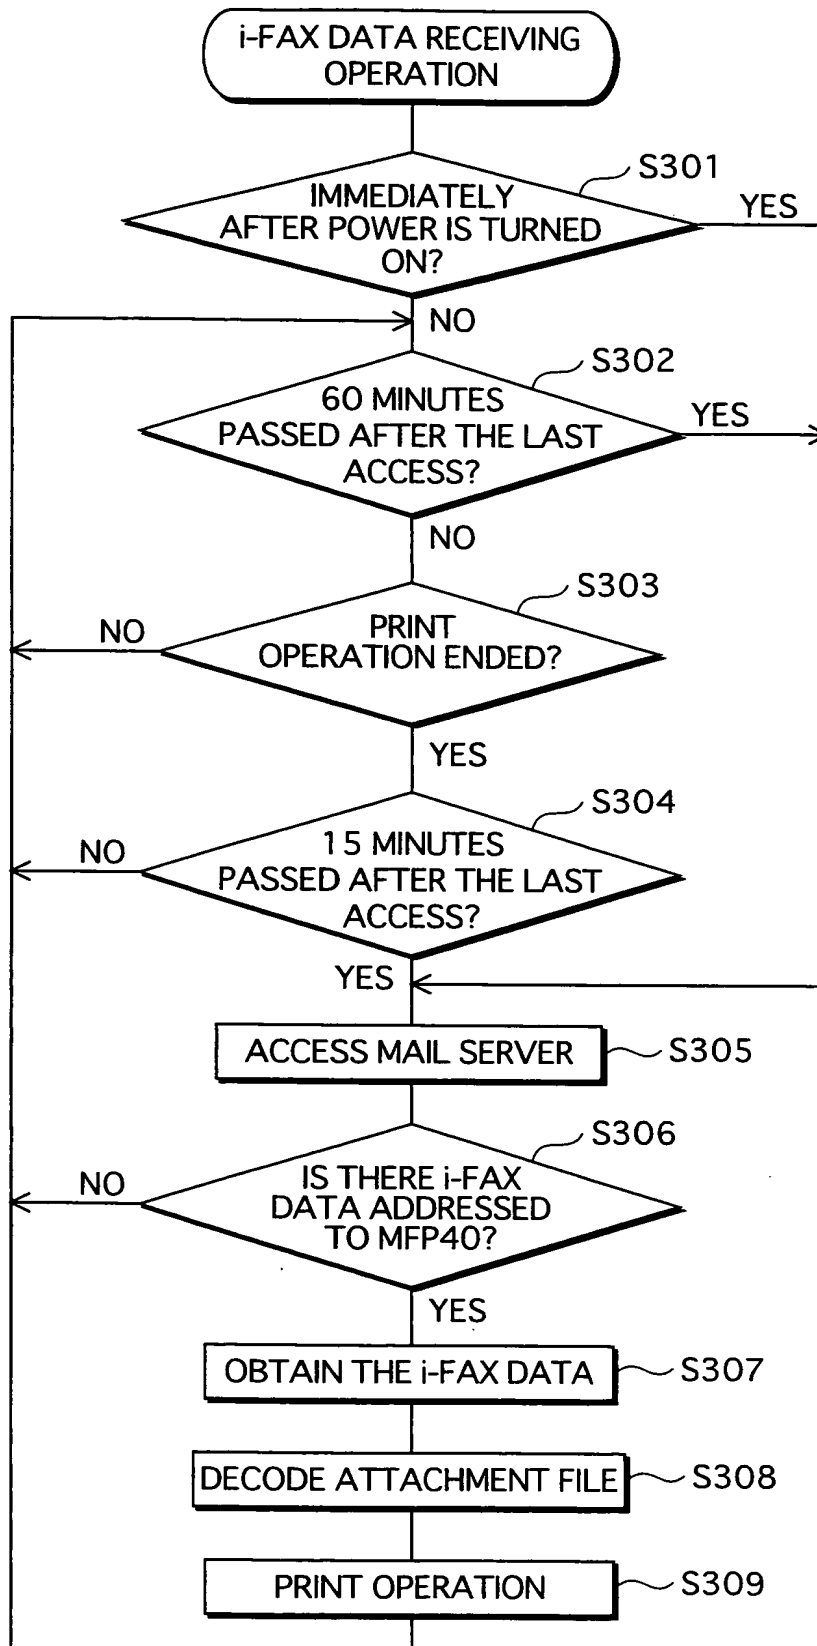 i-FAX DATA RECEIVING
OPERATION
S301
IMMEDIATELY
AFTER POWER IS TURNED
ON?
YES
NO
S302
60 MINUTES
PASSED AFTER THE LAST
ACCESS?
YES
NO
S303
PRINT
OPERATION ENDED?
NO
YES
S304
15 MINUTES
PASSED AFTER THE LAST
ACCESS?
NO
YES
ACCESS MAIL SERVER
S305
S306
IS THERE i-FAX
DATA ADDRESSED
TO MFP40?
NO
YES
OBTAIN THE i-FAX DATA
S307
DECODE ATTACHMENT FILE
S308
PRINT OPERATION
S309